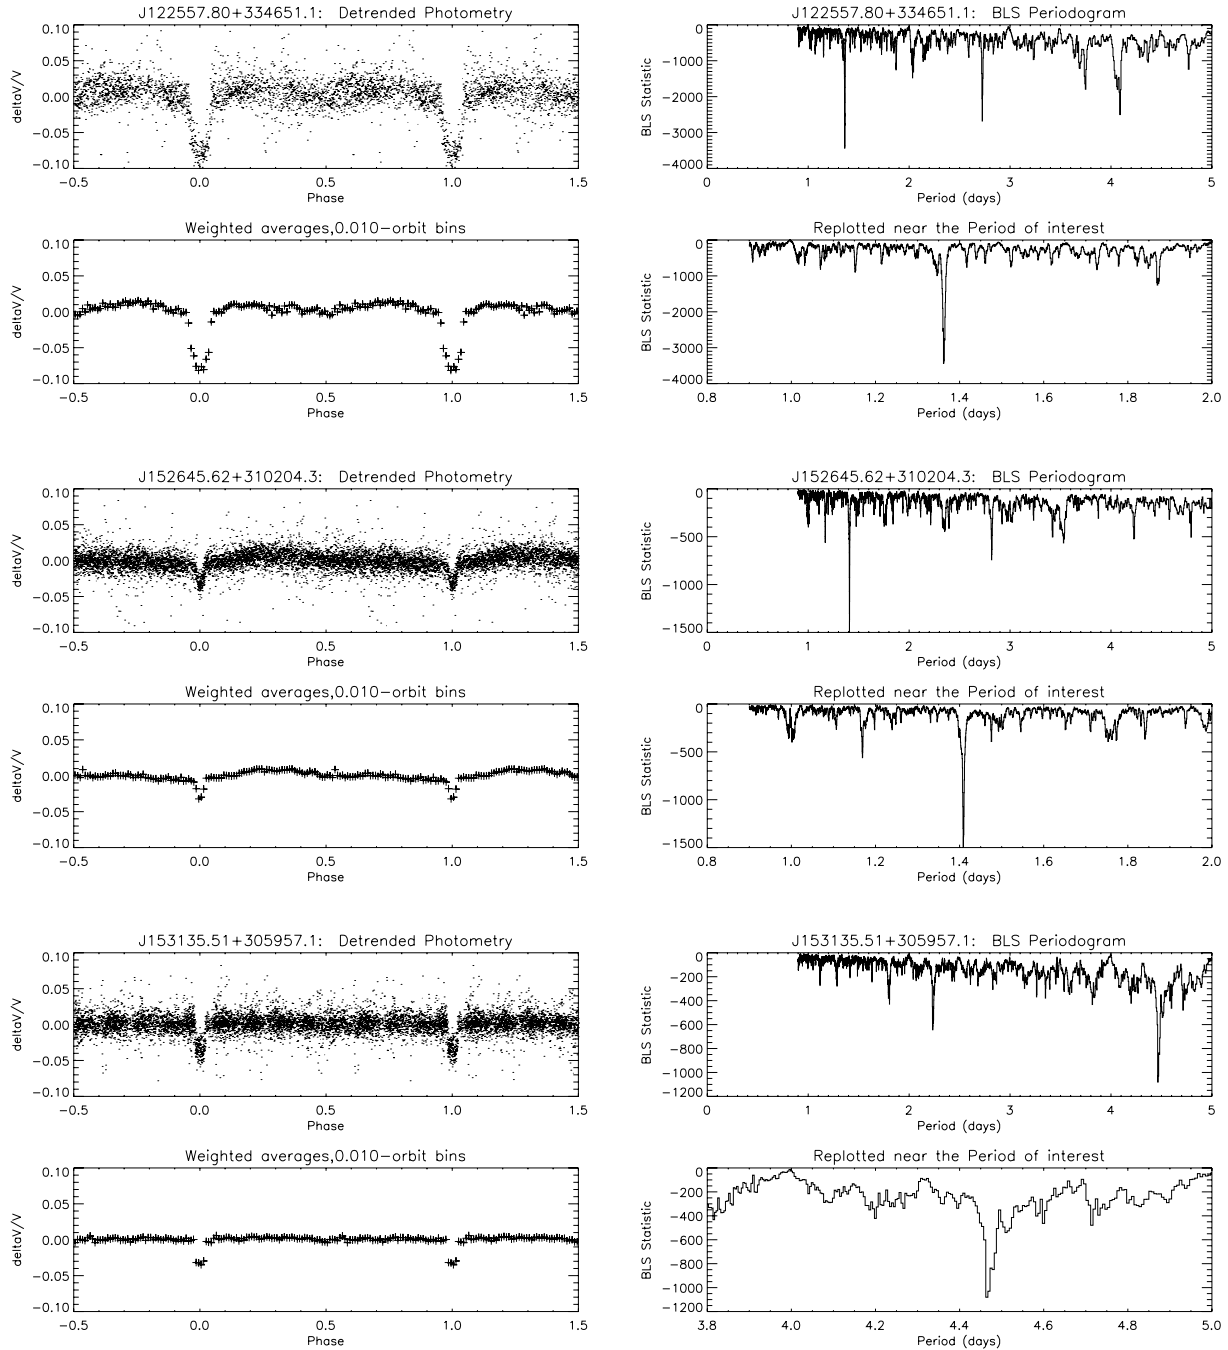 J122557.80+334651.1: Detrended Photometry
deltaV/V
0.10
0.05
0.00
−0.05
−0.10
−0.5 0.0 0.5 1.0 1.5
Phase
J122557.80+334651.1: BLS Periodogram
BLS Statistic
0
−1000
−2000
−3000
−4000
0 1 2 3 4 5
Period (days)
Weighted averages,0.010−orbit bins
deltaV/V
0.10
0.05
0.00
−0.05
−0.10
−0.5 0.0 0.5 1.0 1.5
Phase
Replotted near the Period of interest
BLS Statistic
0
−1000
−2000
−3000
−4000
0.8 1.0 1.2 1.4 1.6 1.8 2.0
Period (days)
J152645.62+310204.3: Detrended Photometry
deltaV/V
0.10
0.05
0.00
−0.05
−0.10
−0.5 0.0 0.5 1.0 1.5
Phase
J152645.62+310204.3: BLS Periodogram
BLS Statistic
0
−500
−1000
−1500
0 1 2 3 4 5
Period (days)
Weighted averages,0.010−orbit bins
deltaV/V
0.10
0.05
0.00
−0.05
−0.10
−0.5 0.0 0.5 1.0 1.5
Phase
Replotted near the Period of interest
BLS Statistic
0
−500
−1000
−1500
0.8 1.0 1.2 1.4 1.6 1.8 2.0
Period (days)
J153135.51+305957.1: Detrended Photometry
deltaV/V
0.10
0.05
0.00
−0.05
−0.10
−0.5 0.0 0.5 1.0 1.5
Phase
J153135.51+305957.1: BLS Periodogram
BLS Statistic
0
−200
−400
−600
−800
−1000
−1200
0 1 2 3 4 5
Period (days)
Weighted averages,0.010−orbit bins
deltaV/V
0.10
0.05
0.00
−0.05
−0.10
−0.5 0.0 0.5 1.0 1.5
Phase
Replotted near the Period of interest
BLS Statistic
0
−200
−400
−600
−800
−1000
−1200
3.8 4.0 4.2 4.4 4.6 4.8 5.0
Period (days)